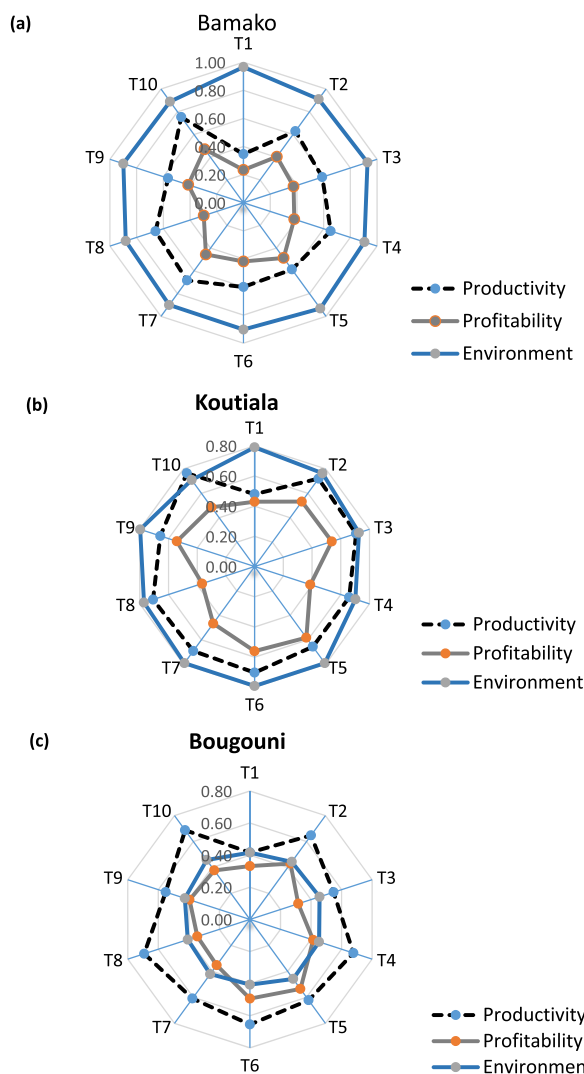 (a)
Bamako
T1
1.00
T10
T2
0.80
0.60
T9
0.40
T3
0.20
0.00
T8
T4
T7
T5
T6
Productivity
Profitability
Environment
(b)
Koutiala
T1
0.80
T10
T2
0.60
0.40
T9
T3
0.20
0.00
T8
T4
T7
T5
T6
Productivity
Profitability
Environment
(c)
Bougouni
T1
0.80
T10
T2
0.60
0.40
T9
T3
0.20
0.00
T8
T4
T7
T5
T6
Productivity
Profitability
Environment